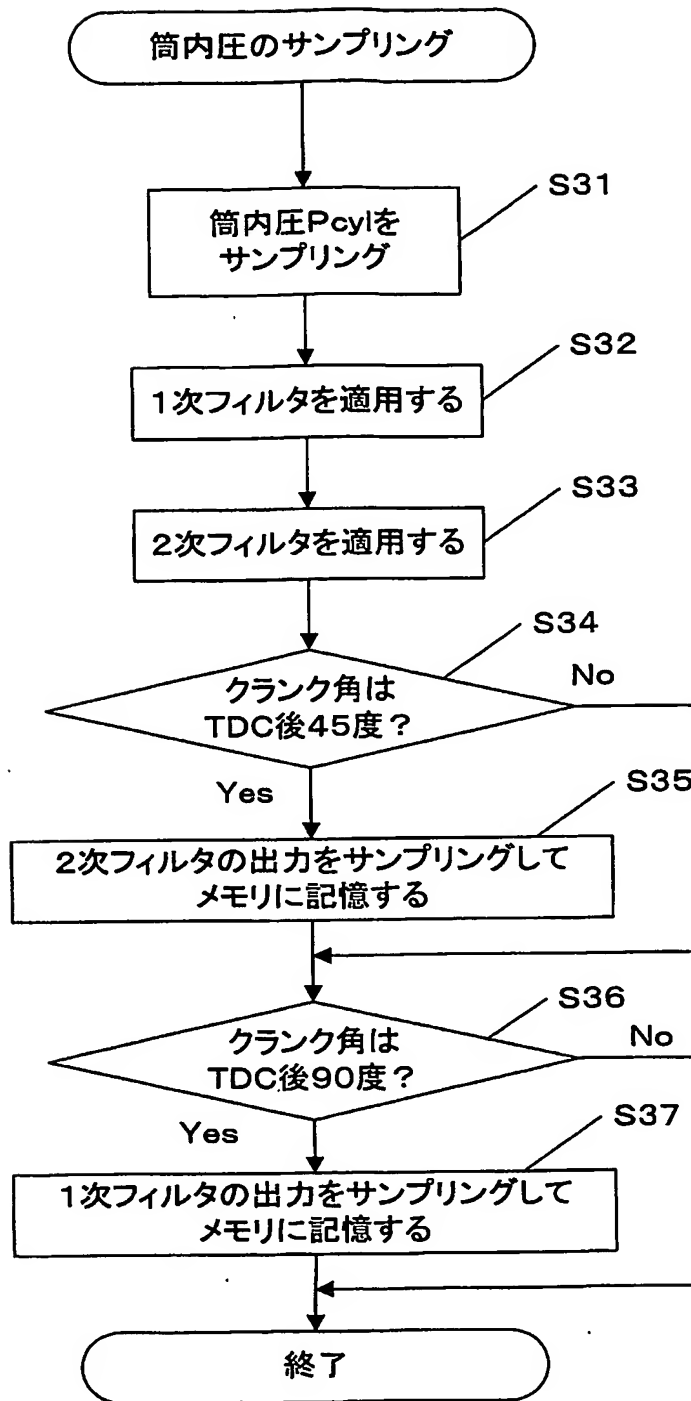 筒内圧のサンプリング
S31
筒内圧Pcylを
サンプリング
S32
1次フィルタを適用する
S33
2次フィルタを適用する
S34
クランク角は
TDC後45度？
No
Yes
S35
2次フィルタの出力をサンプリングして
メモリに記憶する
S36
クランク角は
TDC後90度？
No
Yes
S37
1次フィルタの出力をサンプリングして
メモリに記憶する
終了